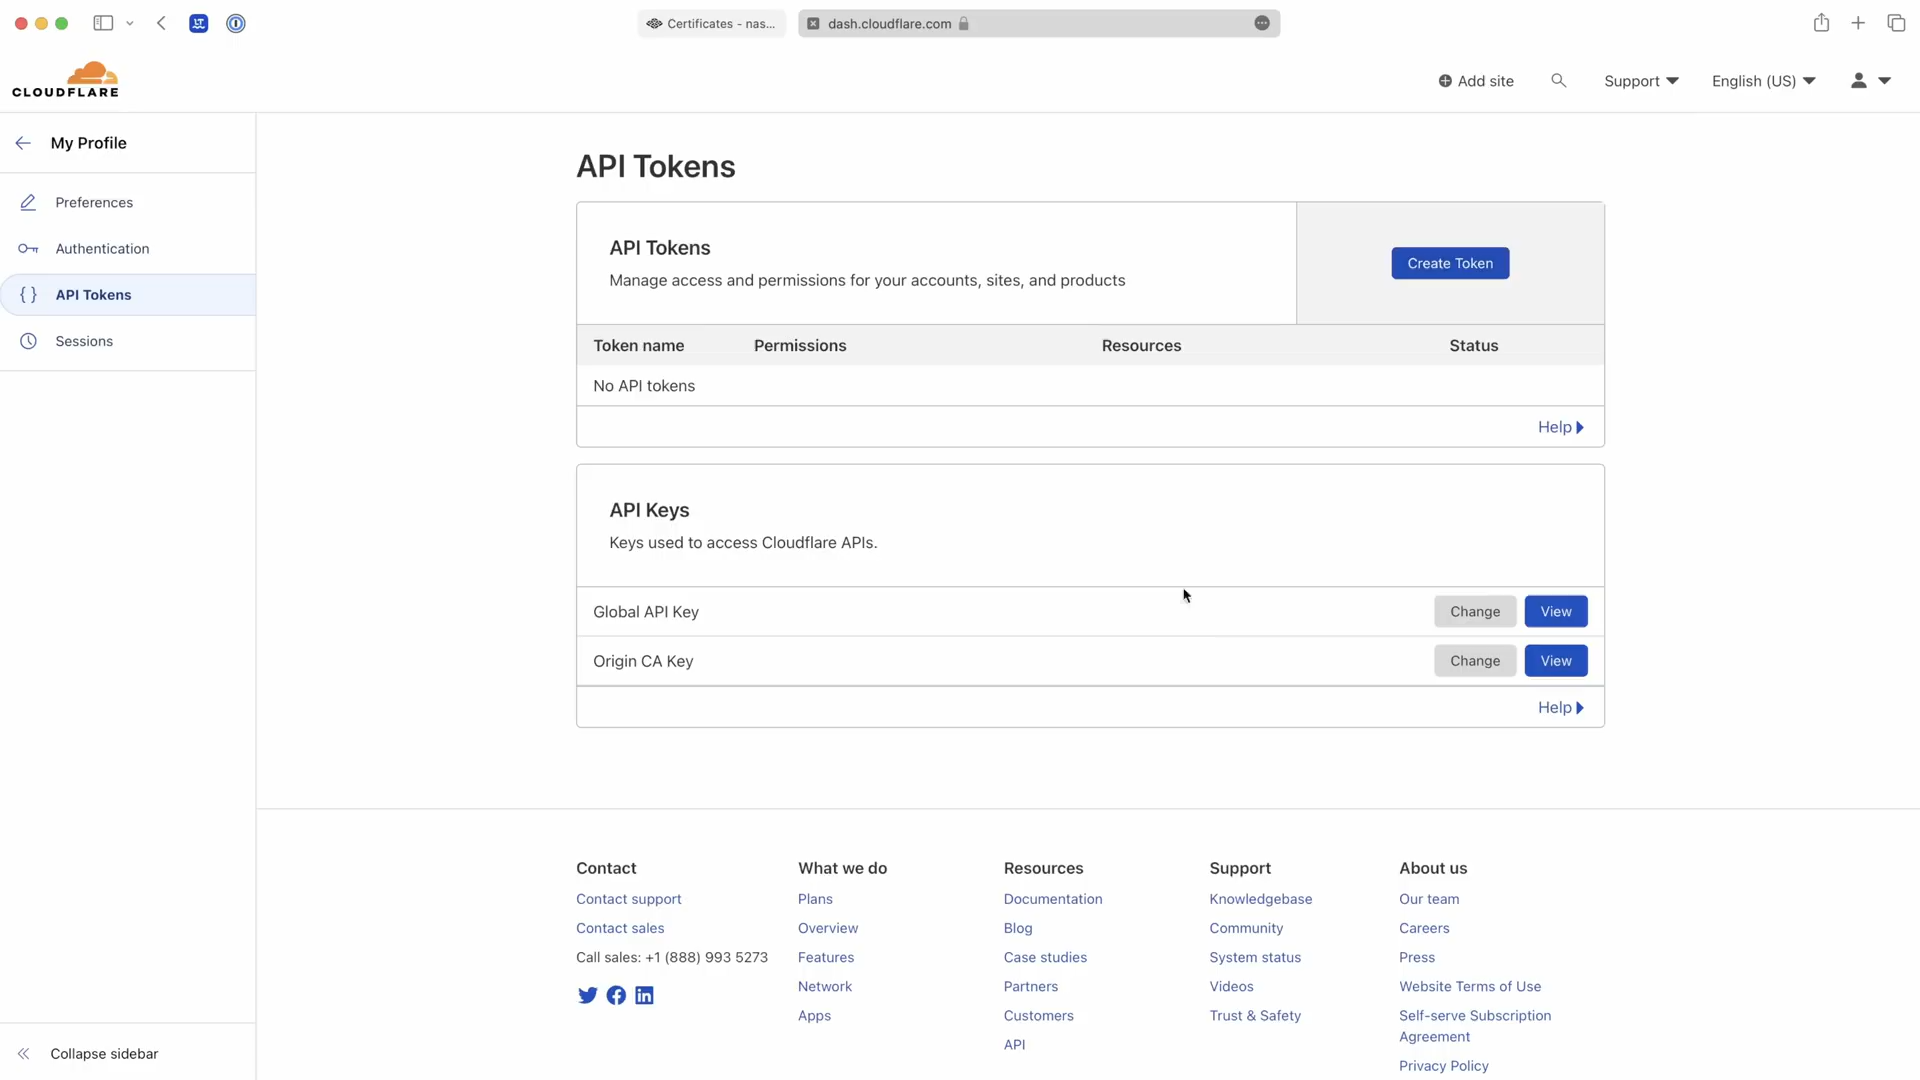 Certificates - nas...
dash.cloudflare.com
CLOUDFLARE
Add site
Support
English (US)
My Profile
Preferences
Authentication
API Tokens
Sessions
Collapse sidebar
API Tokens
API Tokens
Manage access and permissions for your accounts, sites, and products
Create Token
Token name Permissions Resources Status
No API tokens
Help
API Keys
Keys used to access Cloudflare APIs.
Global API Key Change View
Origin CA Key Change View
Help
Contact
Contact support
Contact sales
Call sales: +1 (888) 993 5273
What we do
Plans
Overview
Features
Network
Apps
Resources
Documentation
Blog
Case studies
Partners
Customers
API
Support
Knowledgebase
Community
System status
Videos
Trust & Safety
About us
Our team
Careers
Press
Website Terms of Use
Self-serve Subscription
Agreement
Privacy Policy